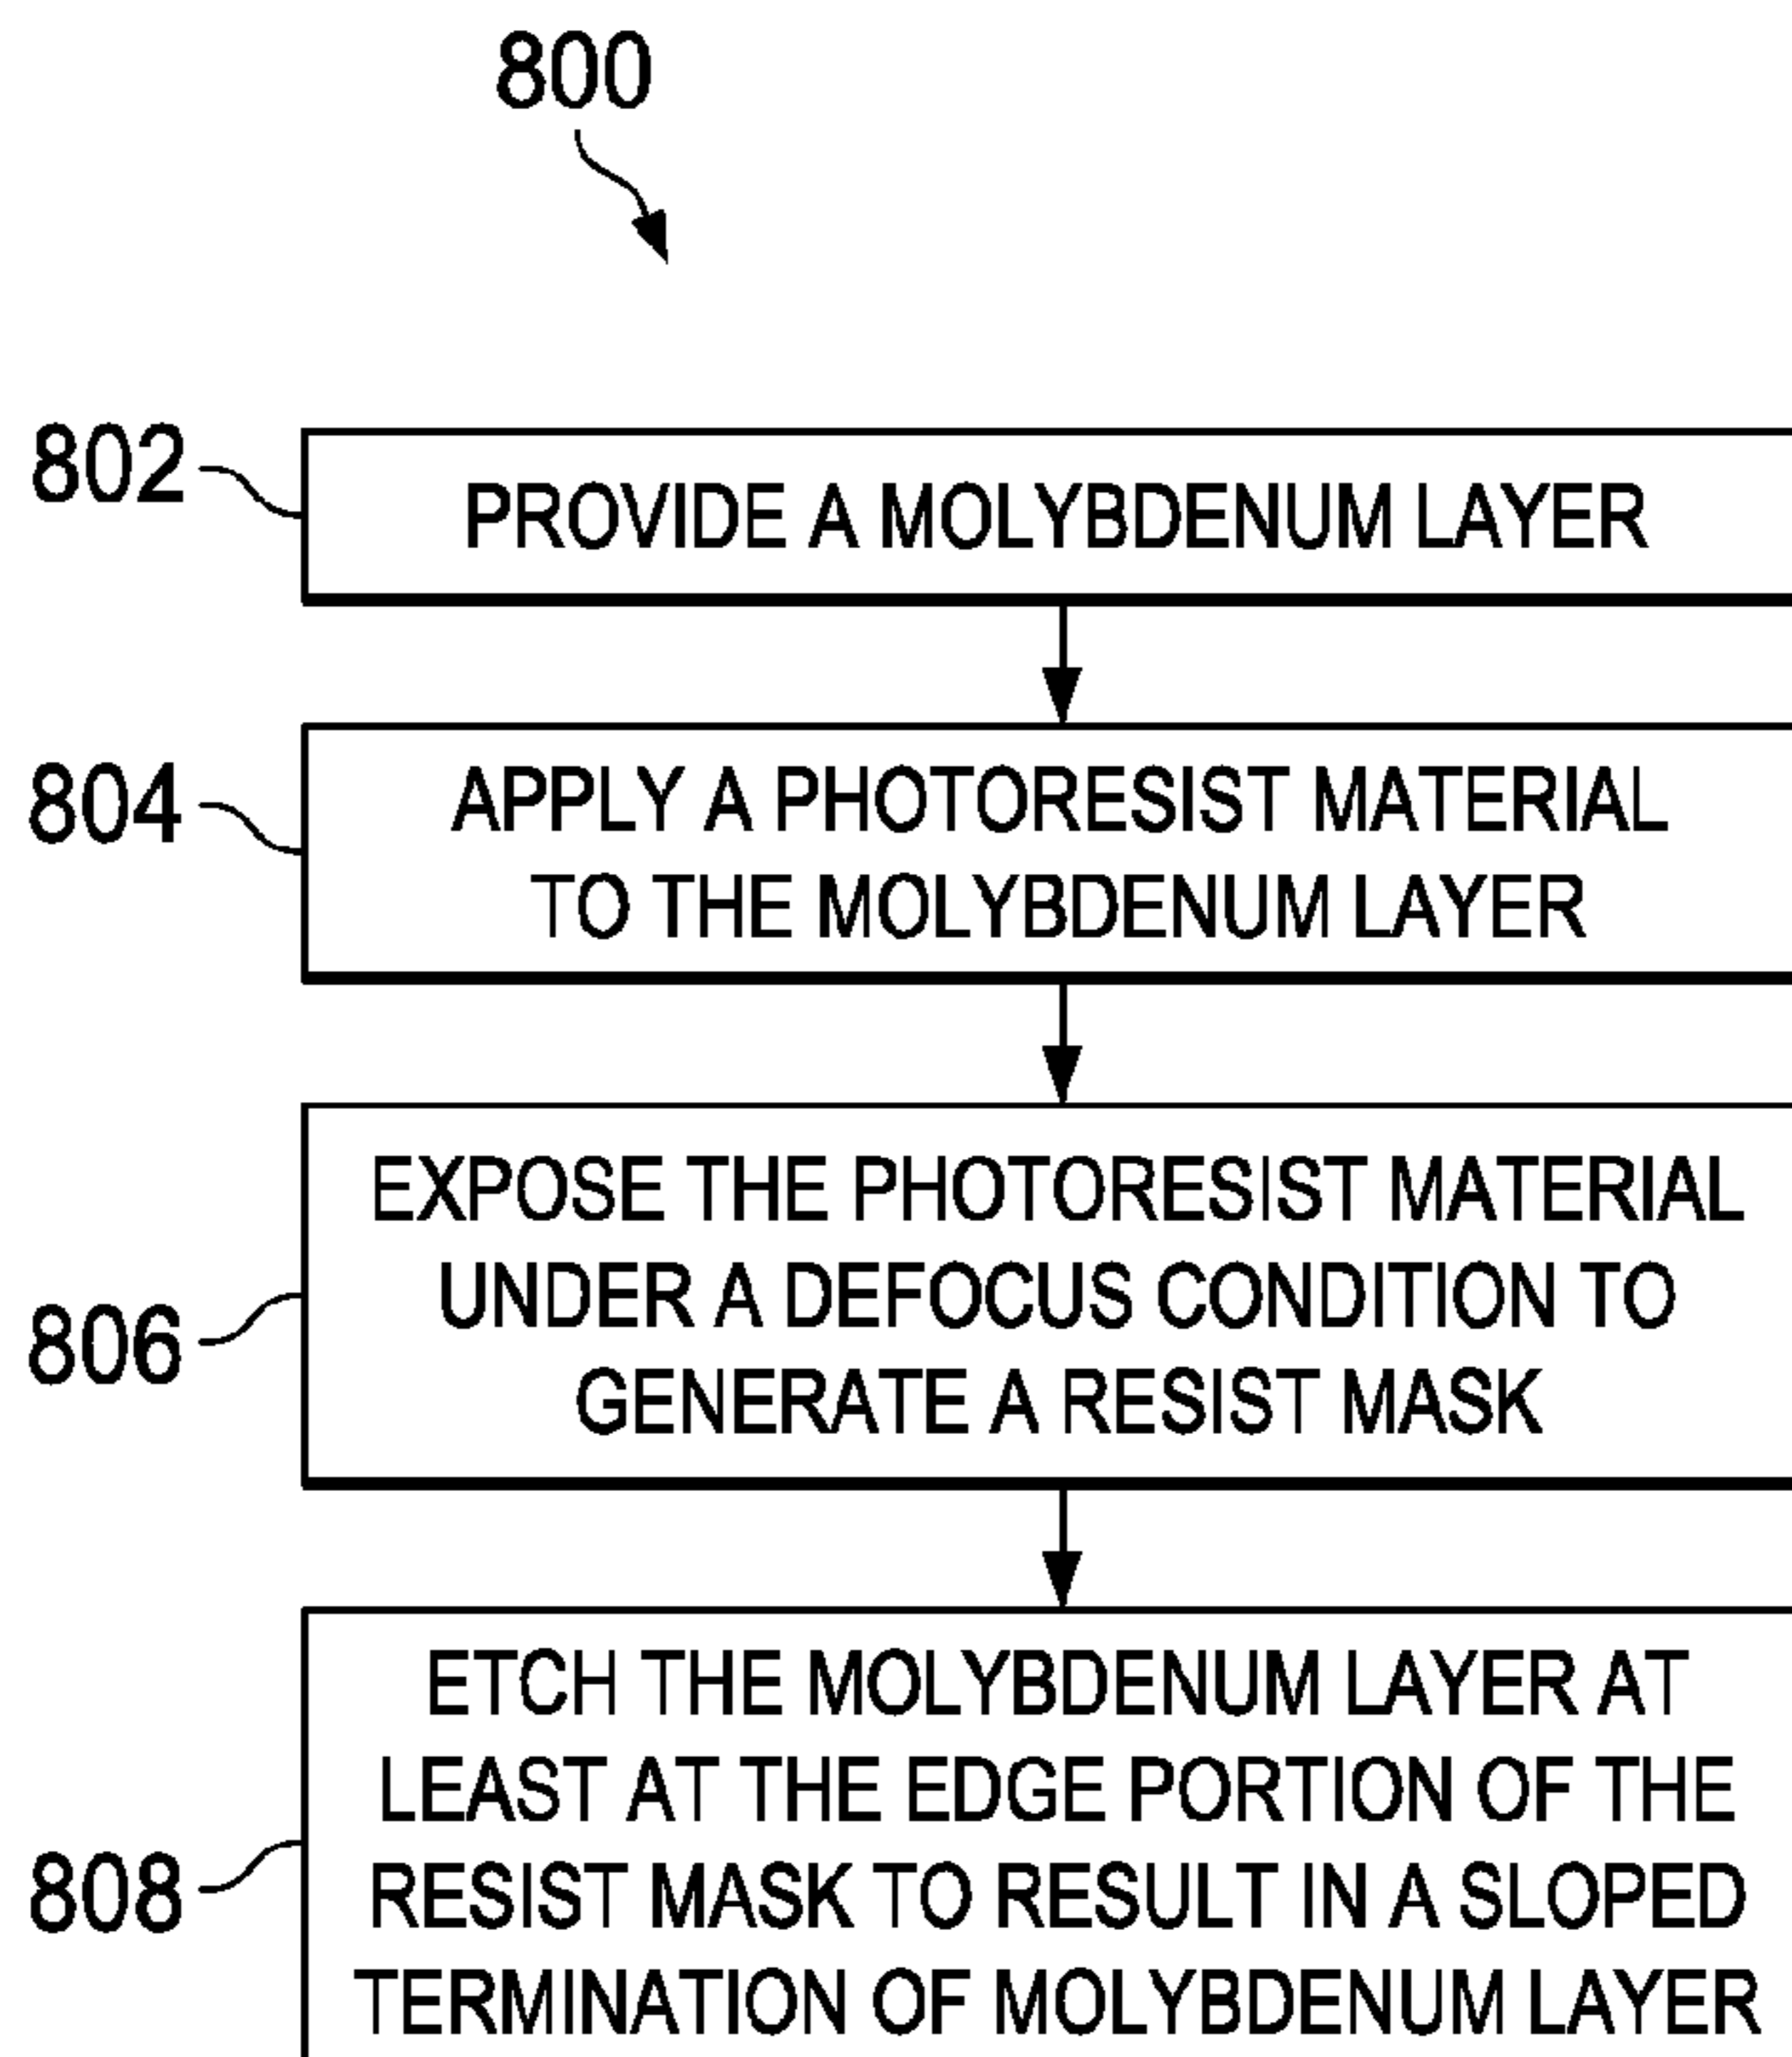 800
802
PROVIDE A MOLYBDENUM LAYER
804
APPLY A PHOTORESIST MATERIAL
TO THE MOLYBDENUM LAYER
806
EXPOSE THE PHOTORESIST MATERIAL
UNDER A DEFOCUS CONDITION TO
GENERATE A RESIST MASK
808
ETCH THE MOLYBDENUM LAYER AT
LEAST AT THE EDGE PORTION OF THE
RESIST MASK TO RESULT IN A SLOPED
TERMINATION OF MOLYBDENUM LAYER